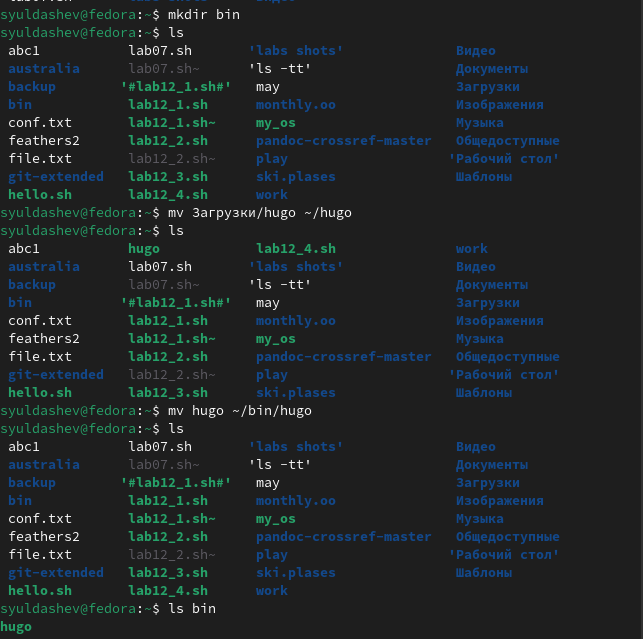 syuldashev@fedora:~$ mkdir bin
syuldashev@fedora:~$ ls
abc1 lab07.sh 'labs shots' Видео
australia lab07.sh~ 'ls -tt' Документы
backup '#lab12_1.sh#' may Загрузки
bin lab12_1.sh monthly.oo Изображения
conf.txt lab12_1.sh~ my_os Музыка
feathers2 lab12_2.sh pandoc-crossref-master Общедоступные
file.txt lab12_2.sh~ play 'Рабочий стол'
git-extended lab12_3.sh ski.plases Шаблоны
hello.sh lab12_4.sh work
syuldashev@fedora:~$ mv Загрузки/hugo ~/hugo
syuldashev@fedora:~$ ls
abc1 hugo lab12_4.sh work
australia lab07.sh 'labs shots' Видео
backup lab07.sh~ 'ls -tt' Документы
bin '#lab12_1.sh#' may Загрузки
conf.txt lab12_1.sh monthly.oo Изображения
feathers2 lab12_1.sh~ my_os Музыка
file.txt lab12_2.sh pandoc-crossref-master Общедоступные
git-extended lab12_2.sh~ play 'Рабочий стол'
hello.sh lab12_3.sh ski.plases Шаблоны
syuldashev@fedora:~$ mv hugo ~/bin/hugo
syuldashev@fedora:~$ ls
abc1 lab07.sh 'labs shots' Видео
australia lab07.sh~ 'ls -tt' Документы
backup '#lab12_1.sh#' may Загрузки
bin lab12_1.sh monthly.oo Изображения
conf.txt lab12_1.sh~ my_os Музыка
feathers2 lab12_2.sh pandoc-crossref-master Общедоступные
file.txt lab12_2.sh~ play 'Рабочий стол'
git-extended lab12_3.sh ski.plases Шаблоны
hello.sh lab12_4.sh work
syuldashev@fedora:~$ ls bin
hugo